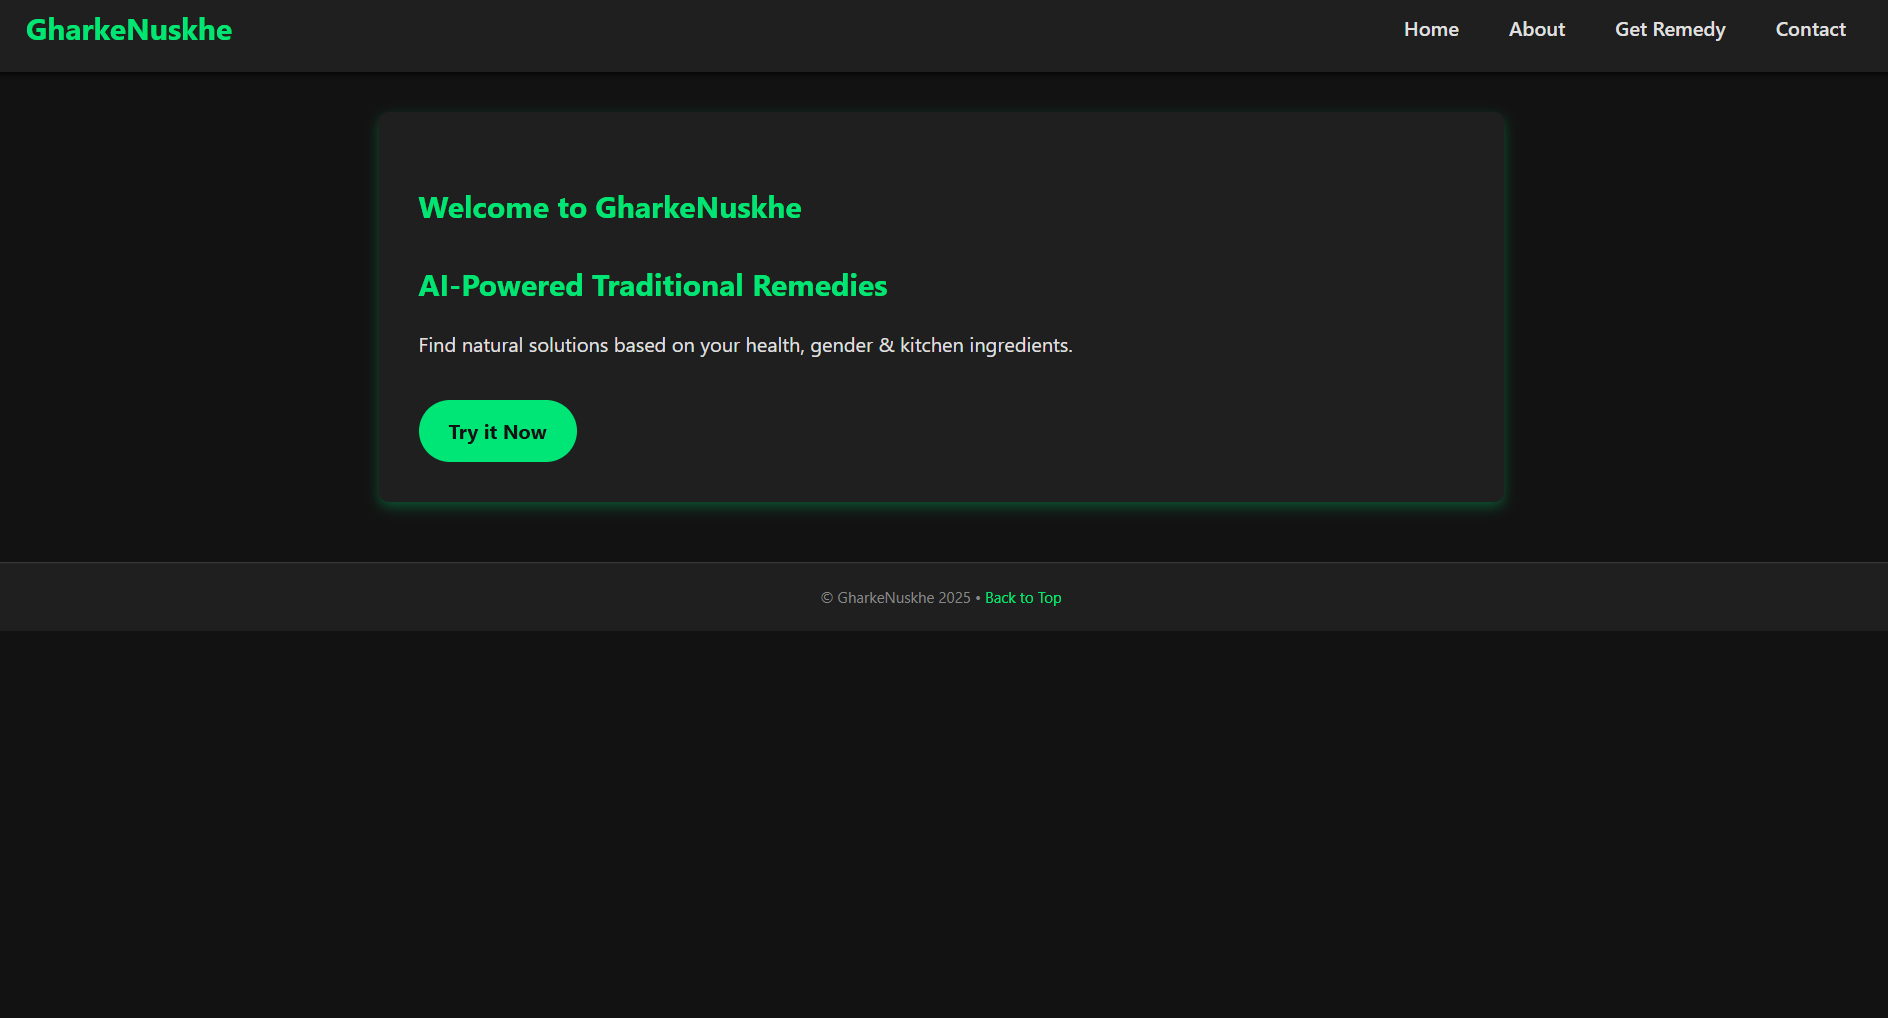 GharkeNuskhe
Home About Get Remedy Contact
Welcome to GharkeNuskhe
AI-Powered Traditional Remedies
Find natural solutions based on your health, gender & kitchen ingredients.
Try it Now
© GharkeNuskhe 2025 • Back to Top